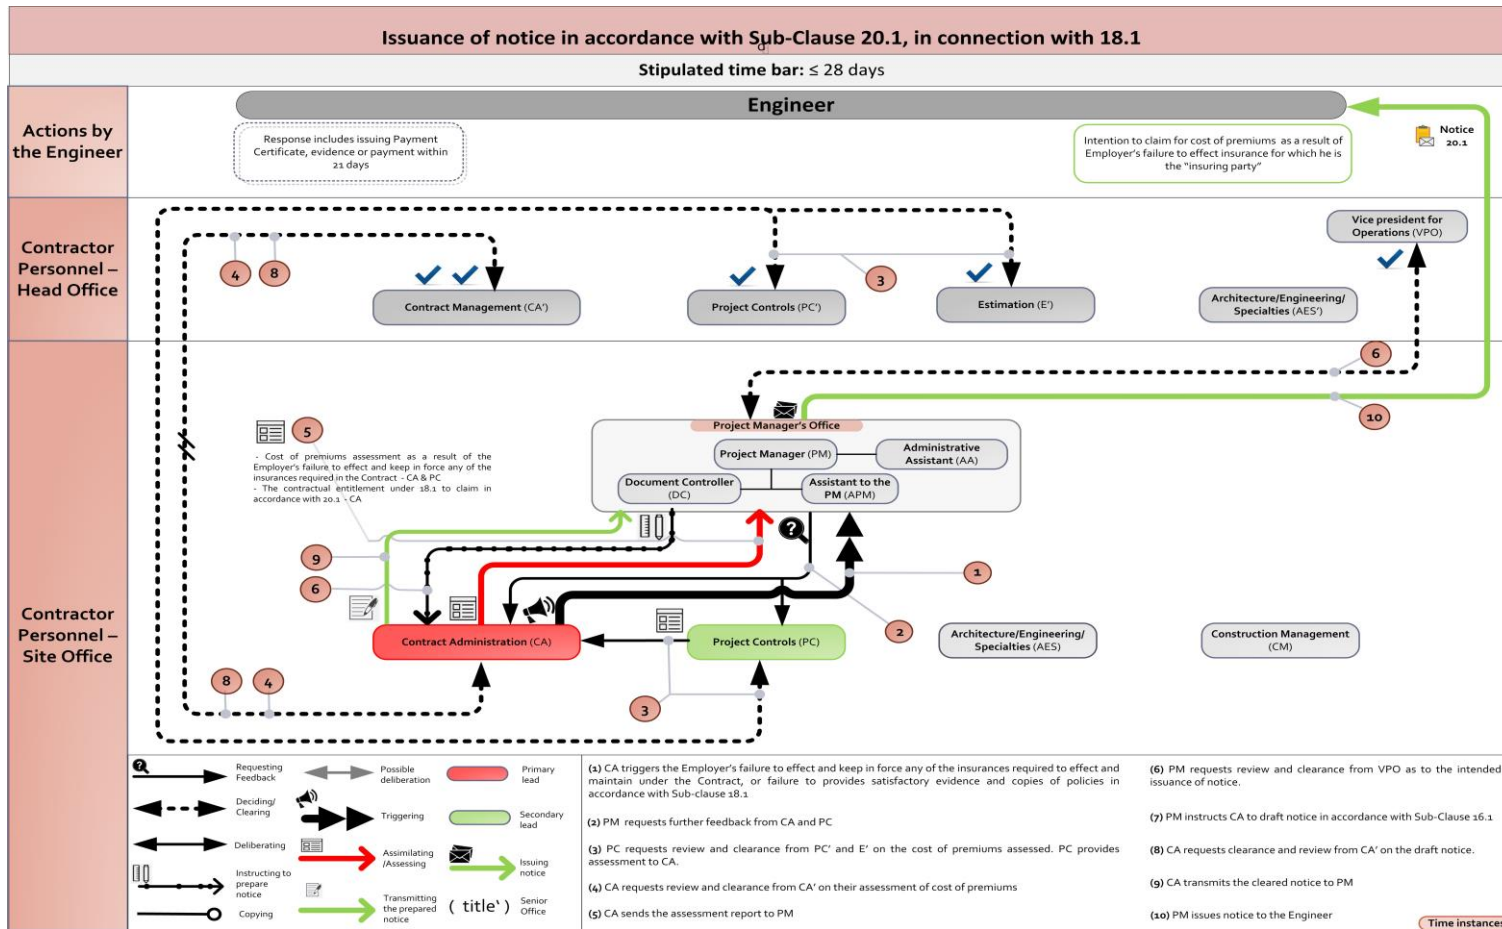 Issuance of notice in accordance with Sub-Clause 20.1, in connection with 18.1
Stipulated time bar: ≤ 28 days
Actions by
the Engineer
Engineer
Response includes issuing Payment
Certificate, evidence or payment within
21 days
Intention to claim for cost of premiums as a result of
Employer's failure to effect insurance for which he is
the "insuring party"
Notice
20.1
Contractor
Personnel –
Head Office
4
8
3
Contract Management (CA')
Project Controls (PC')
Estimation (E')
Vice president for
Operations (VPO)
Architecture/Engineering/
Specialties (AES')
Contractor
Personnel –
Site Office
6
10
5
- Cost of premiums assessment as a result of the
Employer's failure to effect and keep in force any of the
insurances required in the Contract - CA & PC
- The contractual entitlement under 18.1 to claim in
accordance with 20.1 - CA
Project Manager's Office
Project Manager (PM)
Administrative
Assistant (AA)
Document Controller
(DC)
Assistant to the
PM (APM)
9
6
1
2
Contract Administration (CA)
Project Controls (PC)
Architecture/Engineering/
Specialties (AES)
Construction Management
(CM)
8
4
3
Requesting
Feedback
Possible
deliberation
Primary
lead
Deciding/
Clearing
Triggering
Secondary
lead
Deliberating
Assimilating
/Assessing
Issuing
notice
Instructing to
prepare
notice
Copying
Transmitting
the prepared
notice
( title' )
Senior
Office
(1) CA triggers the Employer's failure to effect and keep in force any of the insurances required to effect and
maintain under the Contract, or failure to provides satisfactory evidence and copies of policies in
accordance with Sub-clause 18.1
(2) PM requests further feedback from CA and PC
(3) PC requests review and clearance from PC' and E' on the cost of premiums assessed. PC provides
assessment to CA.
(4) CA requests review and clearance from CA' on their assessment of cost of premiums
(5) CA sends the assessment report to PM
(6) PM requests review and clearance from VPO as to the intended
issuance of notice.
(7) PM instructs CA to draft notice in accordance with Sub-Clause 16.1
(8) CA requests clearance and review from CA' on the draft notice.
(9) CA transmits the cleared notice to PM
(10) PM issues notice to the Engineer
Time instances